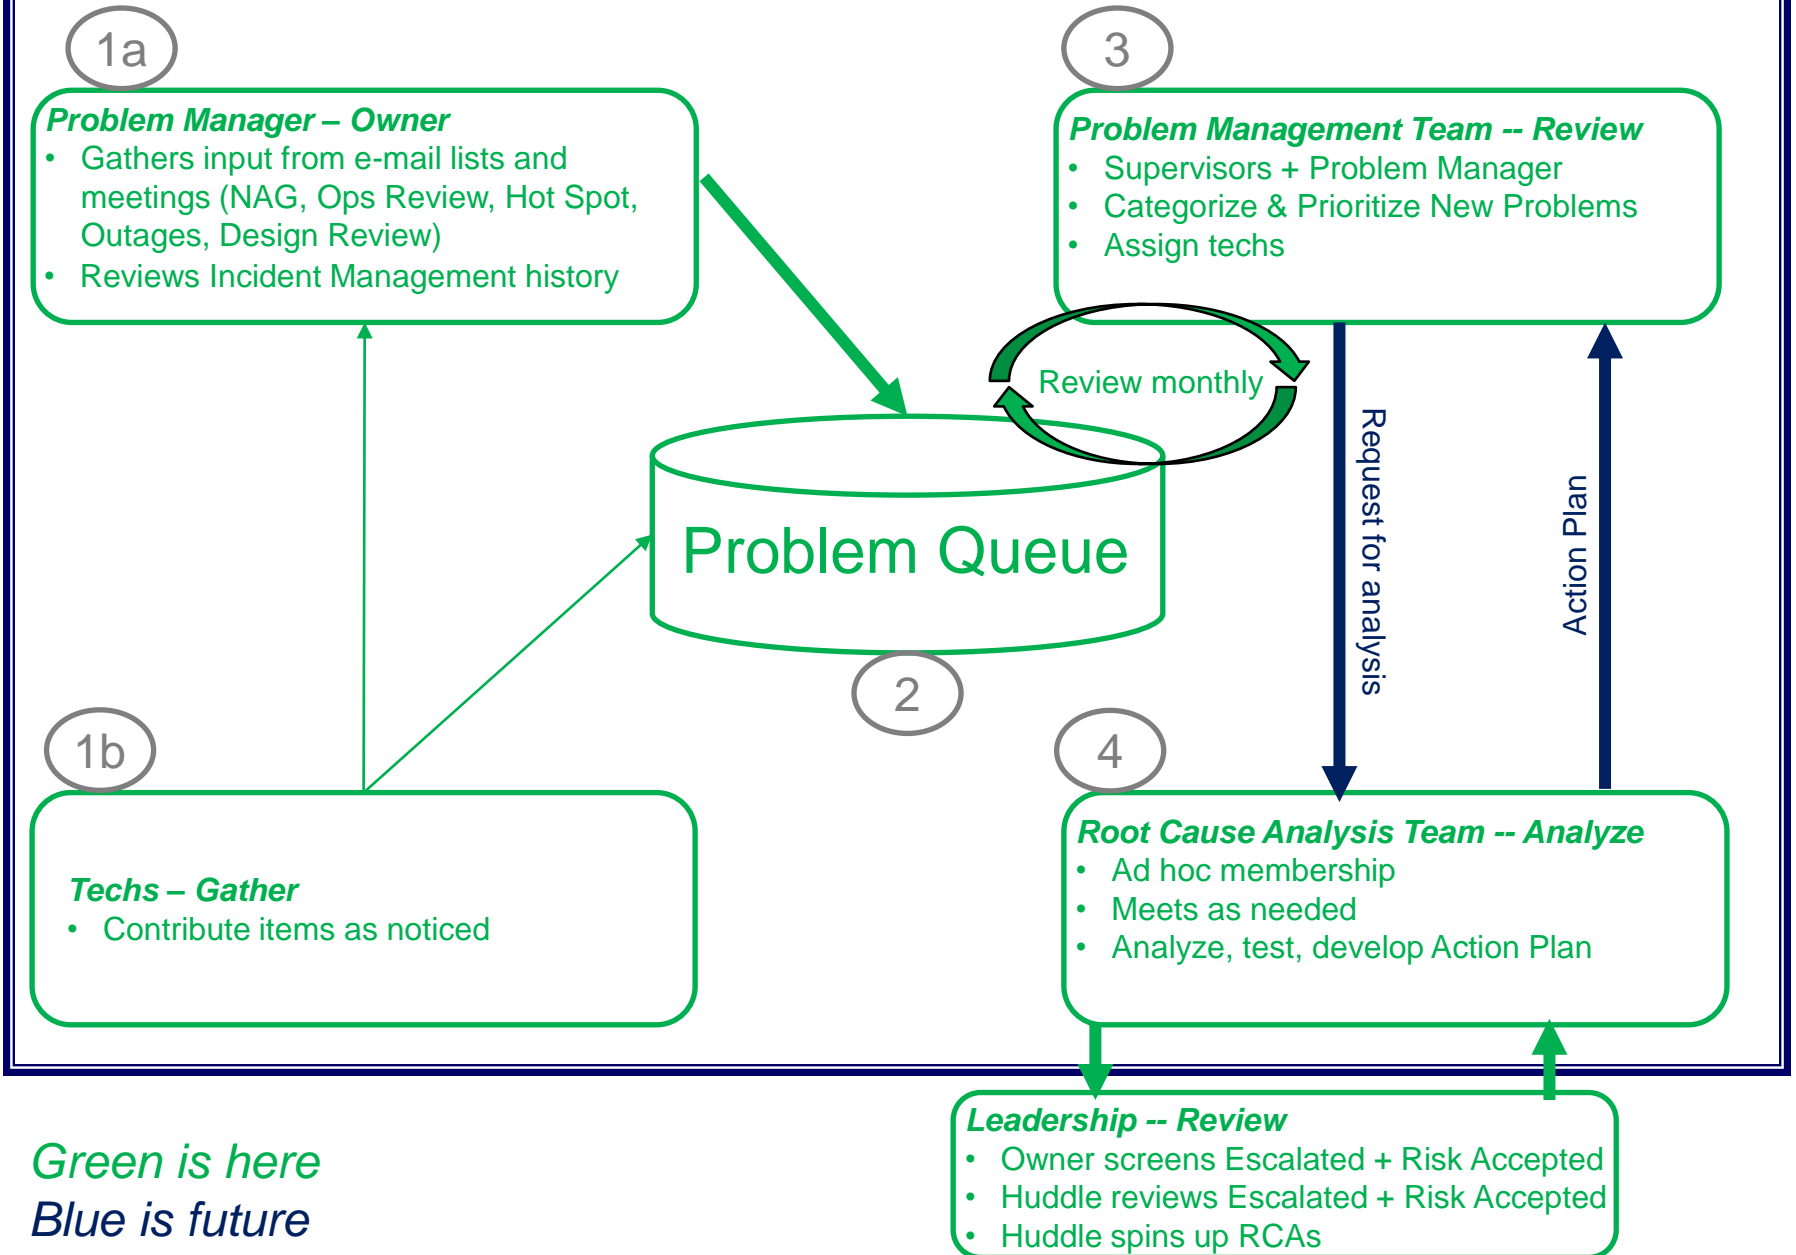 1a
Problem Manager – Owner
• Gathers input from e-mail lists and
meetings (NAG, Ops Review, Hot Spot,
Outages, Design Review)
• Reviews Incident Management history
3
Problem Management Team -- Review
• Supervisors + Problem Manager
• Categorize & Prioritize New Problems
• Assign techs
Review monthly
Problem Queue
2
Request for analysis
Action Plan
1b
Techs – Gather
• Contribute items as noticed
4
Root Cause Analysis Team -- Analyze
• Ad hoc membership
• Meets as needed
• Analyze, test, develop Action Plan
Leadership -- Review
• Owner screens Escalated + Risk Accepted
• Huddle reviews Escalated + Risk Accepted
• Huddle spins up RCAs
Green is here
Blue is future